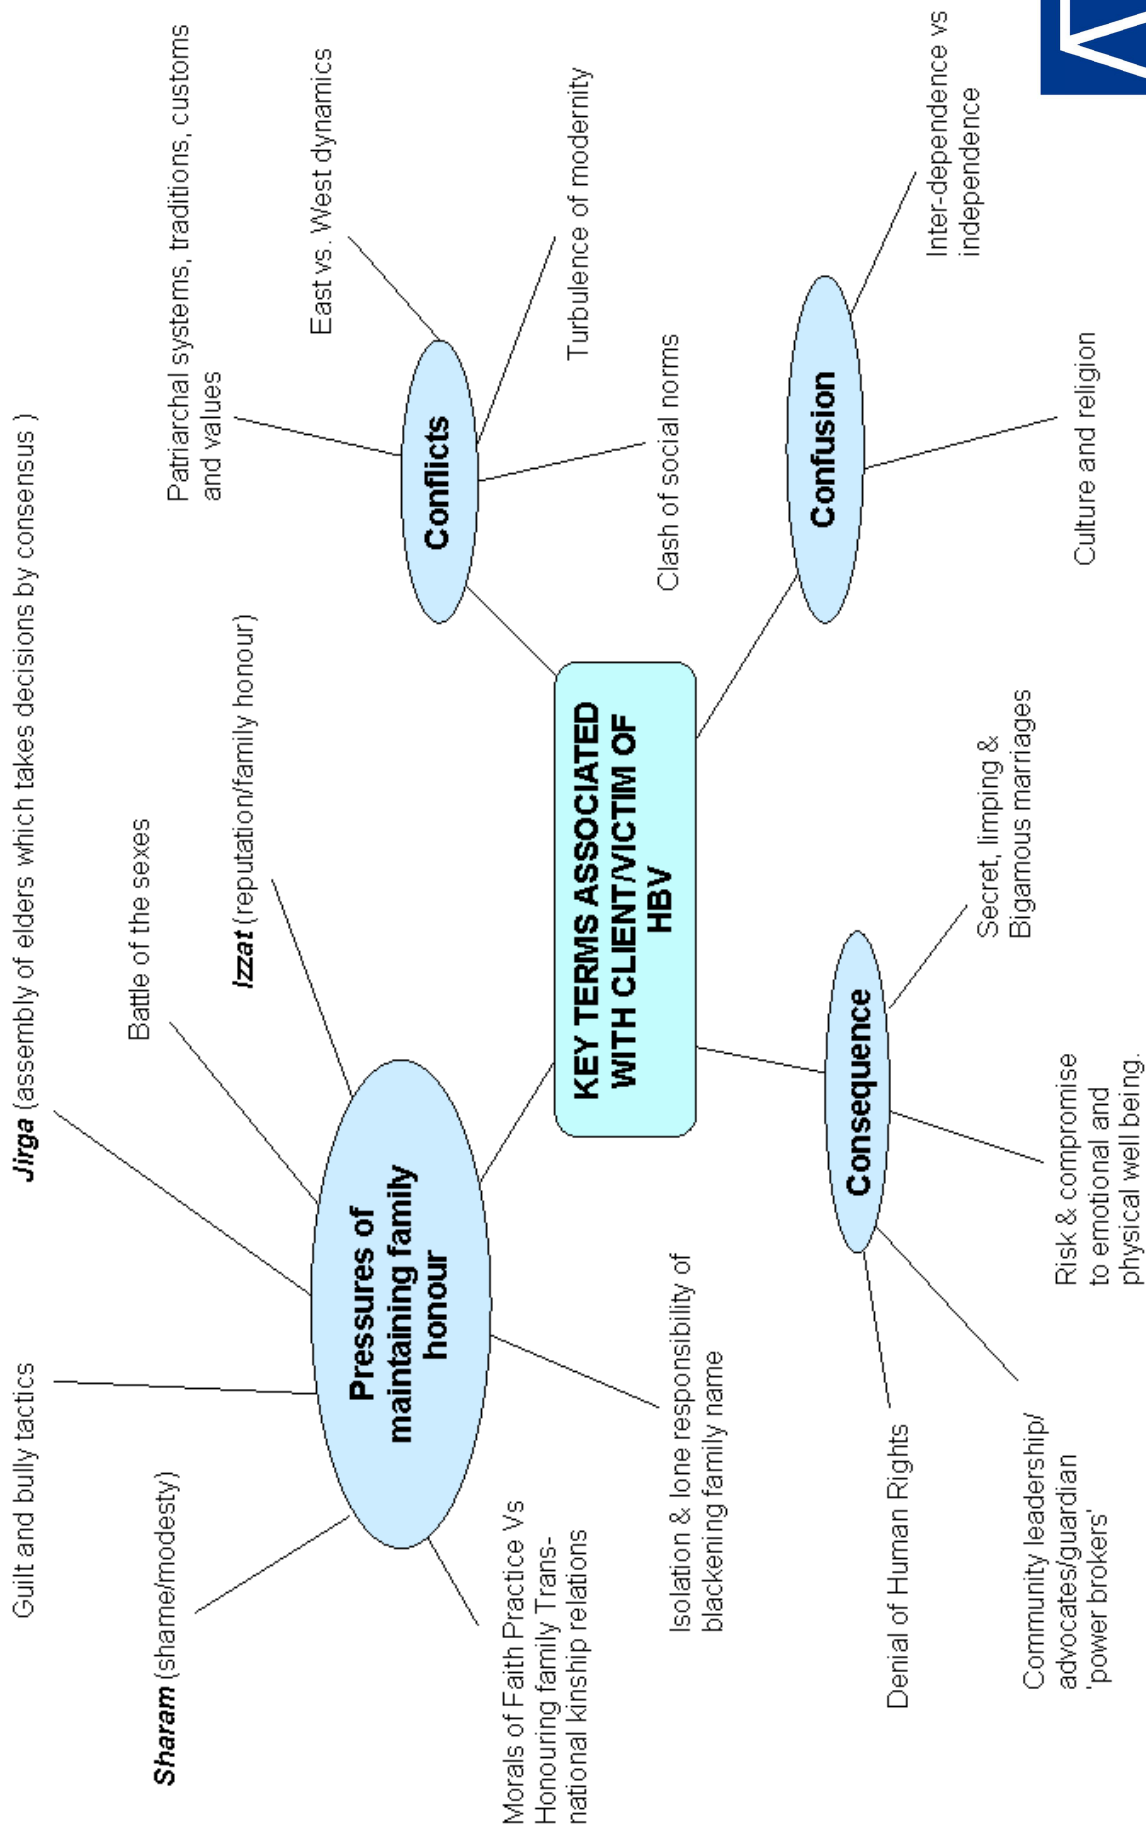 Guilt and bully tactics
Jirga (assembly of elders which takes decisions by consensus )
Sharam (shame/modesty)
Battle of the sexes
Izzat (reputation/family honour)
Patriarchal systems, traditions, customs
and values
East vs. West dynamics
Pressures of
maintaining family
honour
Conflicts
Morals of Faith Practice Vs
Honouring family Trans-
national kinship relations
Isolation & lone responsibility of
blackening family name
KEY TERMS ASSOCIATED
WITH CLIENT/VICTIM OF
HBV
Clash of social norms
Turbulence of modernity
Consequence
Confusion
Denial of Human Rights
Community leadership/
advocates/guardian
'power brokers'
Risk & compromise
to emotional and
physical well being.
Secret, limping &
Bigamous marriages
Culture and religion
Inter-dependence vs
independence